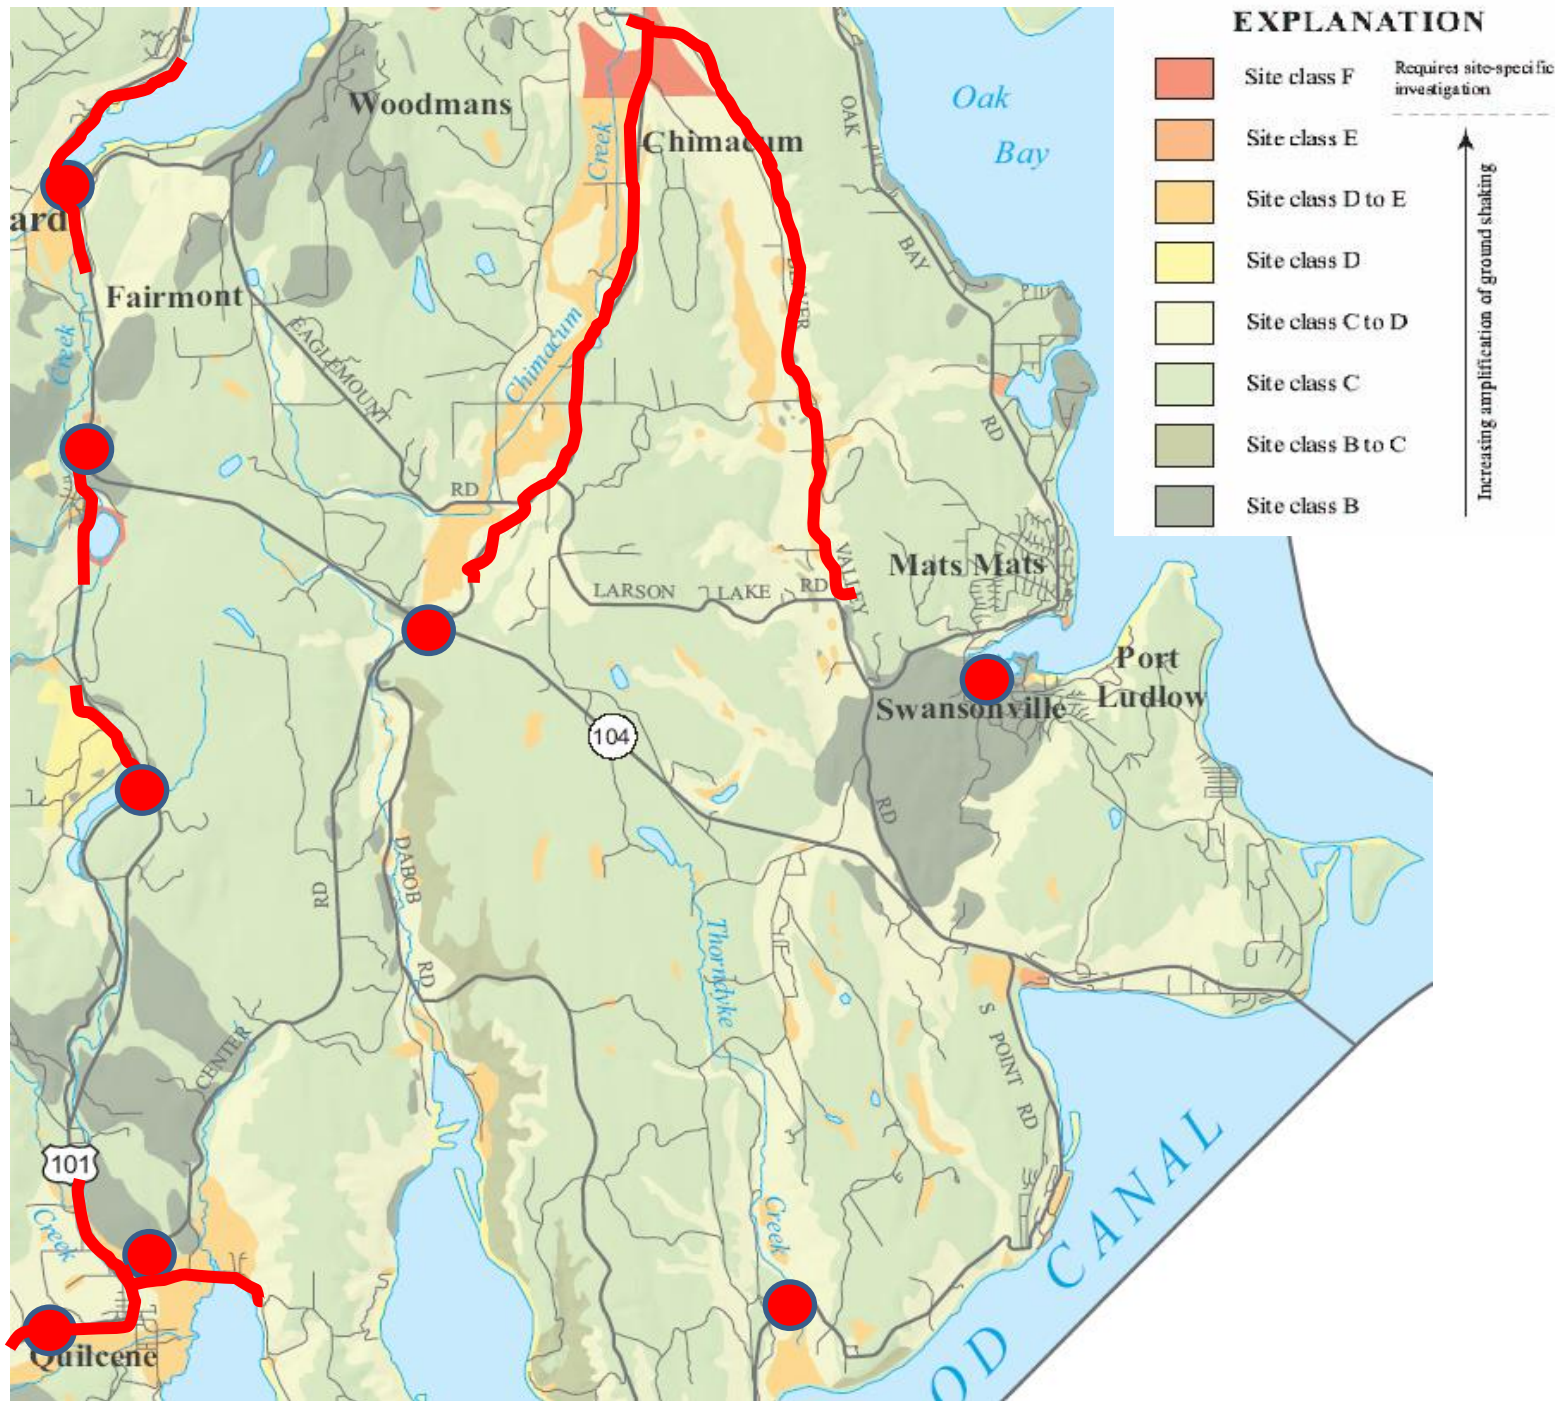 EXPLANATION
Site class F
Requires site-specific
investigation
Site class E
Site class D to E
Site class D
Site class C to D
Site class C
Site class B to C
Site class B
Increasing amplification of ground shaking
Woodmans
Oak
Bay
OAK
BAY
RD
Creek
Chimacum
ard
Fairmont
EAGLEMOUNT
RD
Creek
Chimacum
VALLEY
RD
LARSON
LAKE
RD
Mats Mats
Port
Ludlow
Swansonville
104
RD
DABOB
RD
RD
Thorndyke
Creek
S POINT RD
CENTER
101
Creek
Quilcene
OD CANAL